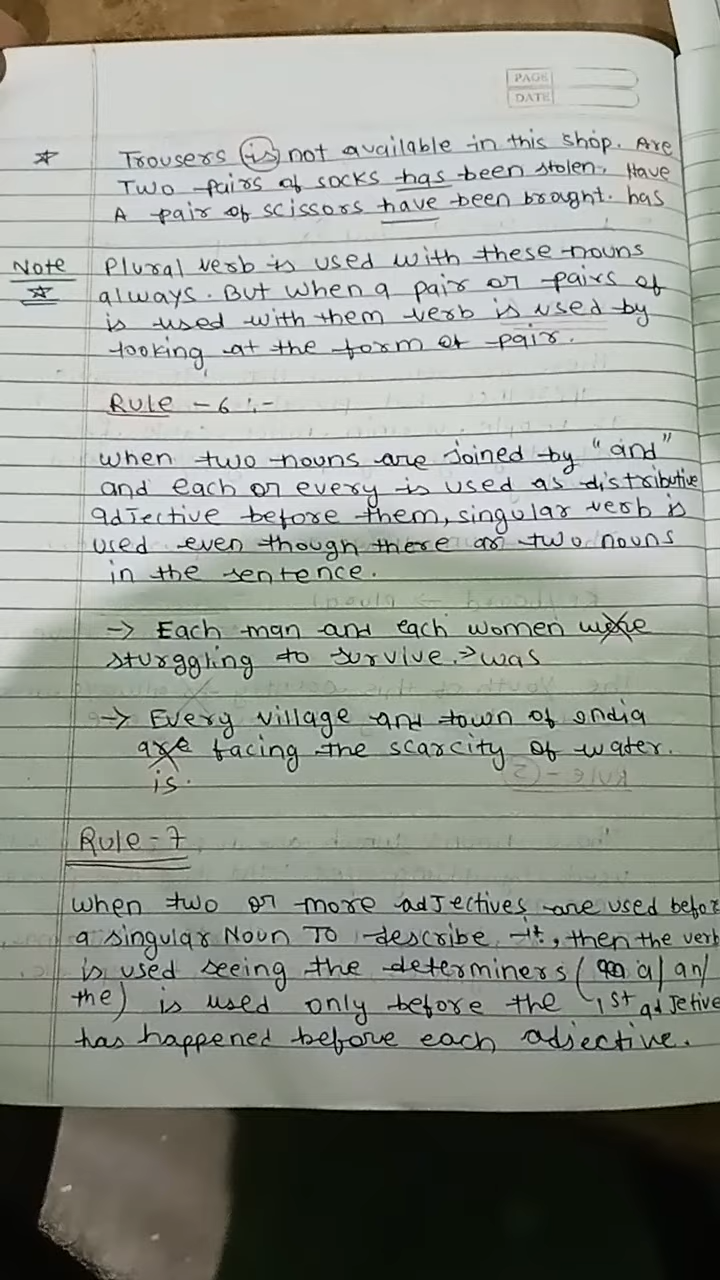 PAGE
DATE
☆ Trousers is not available in this shop. Are
Two pairs of socks has been stolen. Have
A pair of scissors have been brought. has
Note Plural verb is used with these nouns
☆ always. But when a pair or pairs of
is used with them verb is used by
looking at the form of pair.
Rule - 6 :-
When two nouns are joined by "and"
and each or every is used as distributive
adjective before them, singular verb is
used even though there ar two nouns
in the sentence.
→ Each man and each women were
sturggling to survive. → was
→ Every village and town of India
are facing the scarcity of water.
is.
Rule - 7
When two or more adjectives are used befor
a singular Noun To describe it, then the verb
is used seeing the determiners ( a/an/
the) is used only before the 1st adjetive
has happened before each adjective.